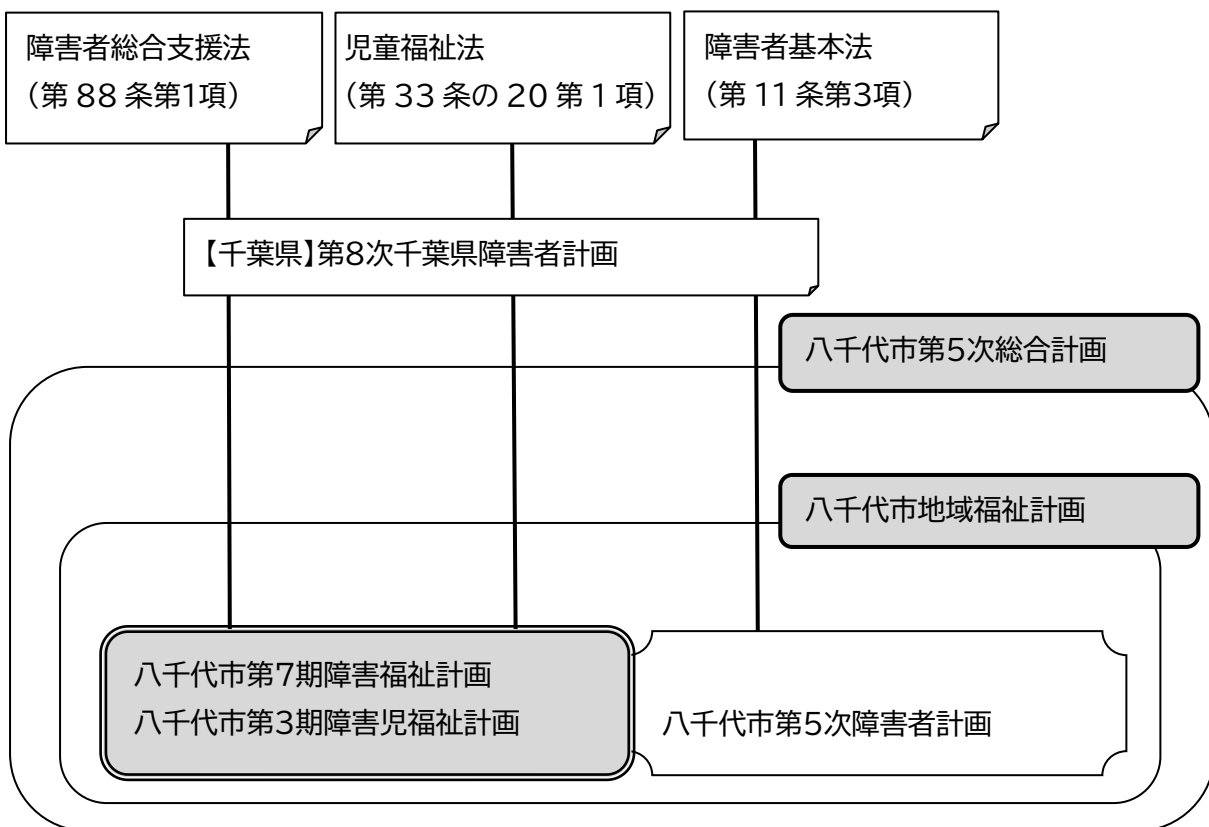 障害者総合支援法
（第 88 条第1項）
児童福祉法
（第 33 条の 20 第 1 項）
障害者基本法
（第 11 条第3項）
【千葉県】第8次千葉県障害者計画
八千代市第5次総合計画
八千代市地域福祉計画
八千代市第7期障害福祉計画
八千代市第3期障害児福祉計画
八千代市第5次障害者計画